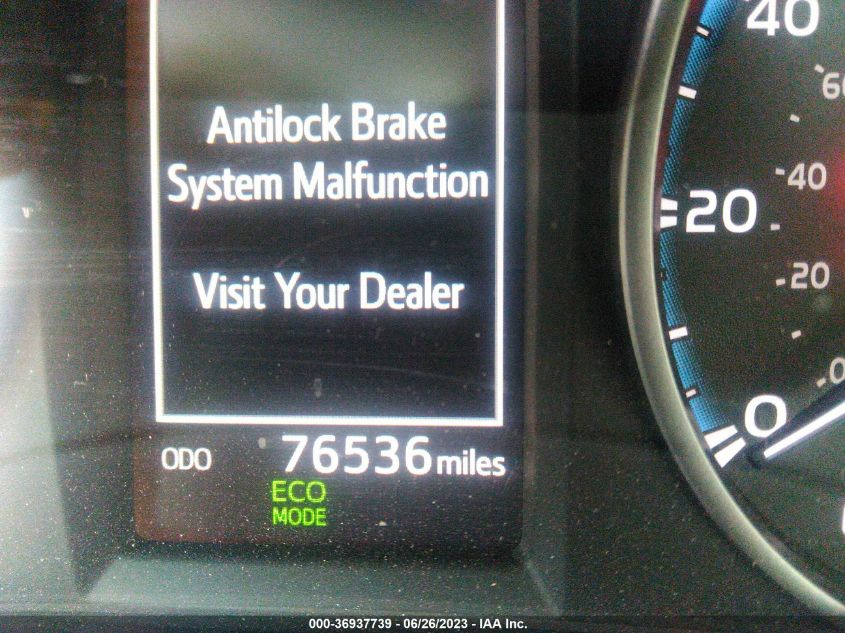 Antilock Brake
System Malfunction
Visit Your Dealer
ODO 76536 miles
ECO
MODE
40
20
0
40
20
000-36937739 / 06/26/2023 - IAA Inc.